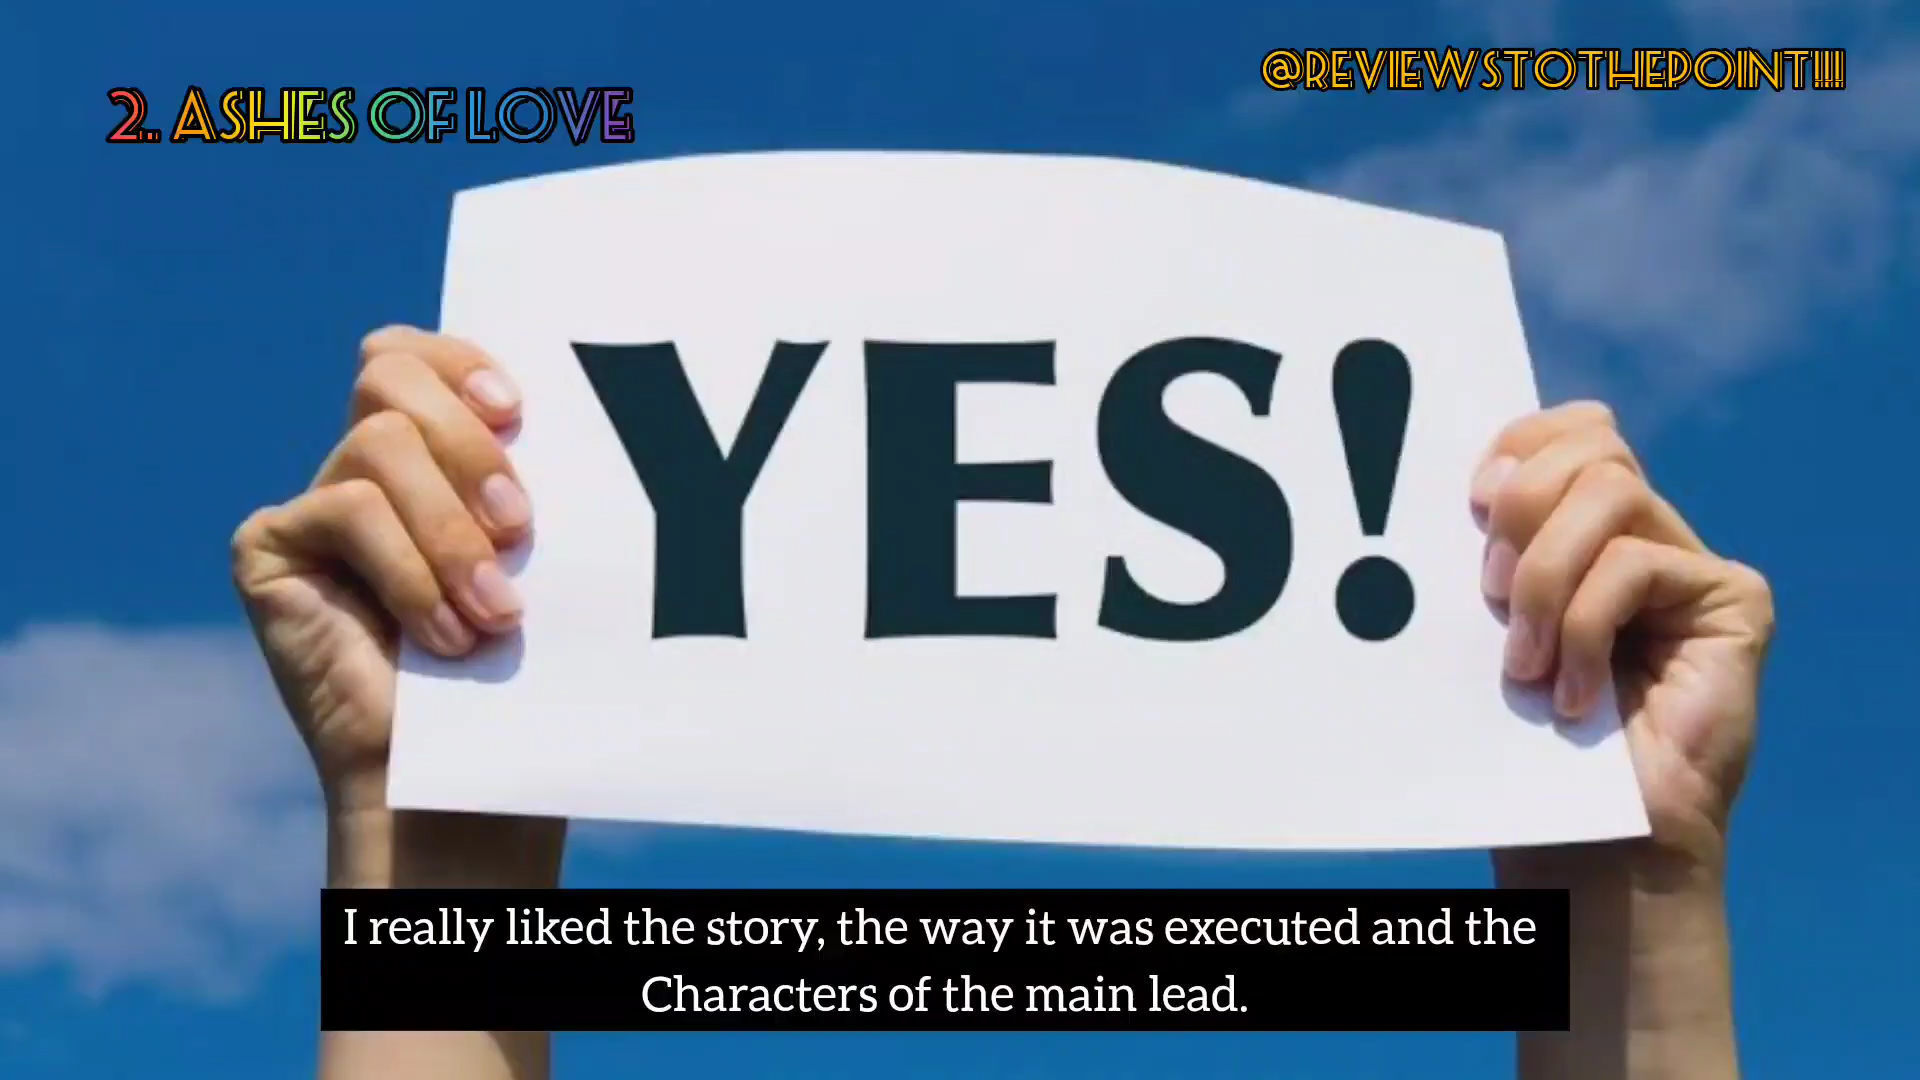 2. ASHES OF LOVE
@REVIEWSTOTHEPOINT!!!
YES!
I really liked the story, the way it was executed and the
Characters of the main lead.